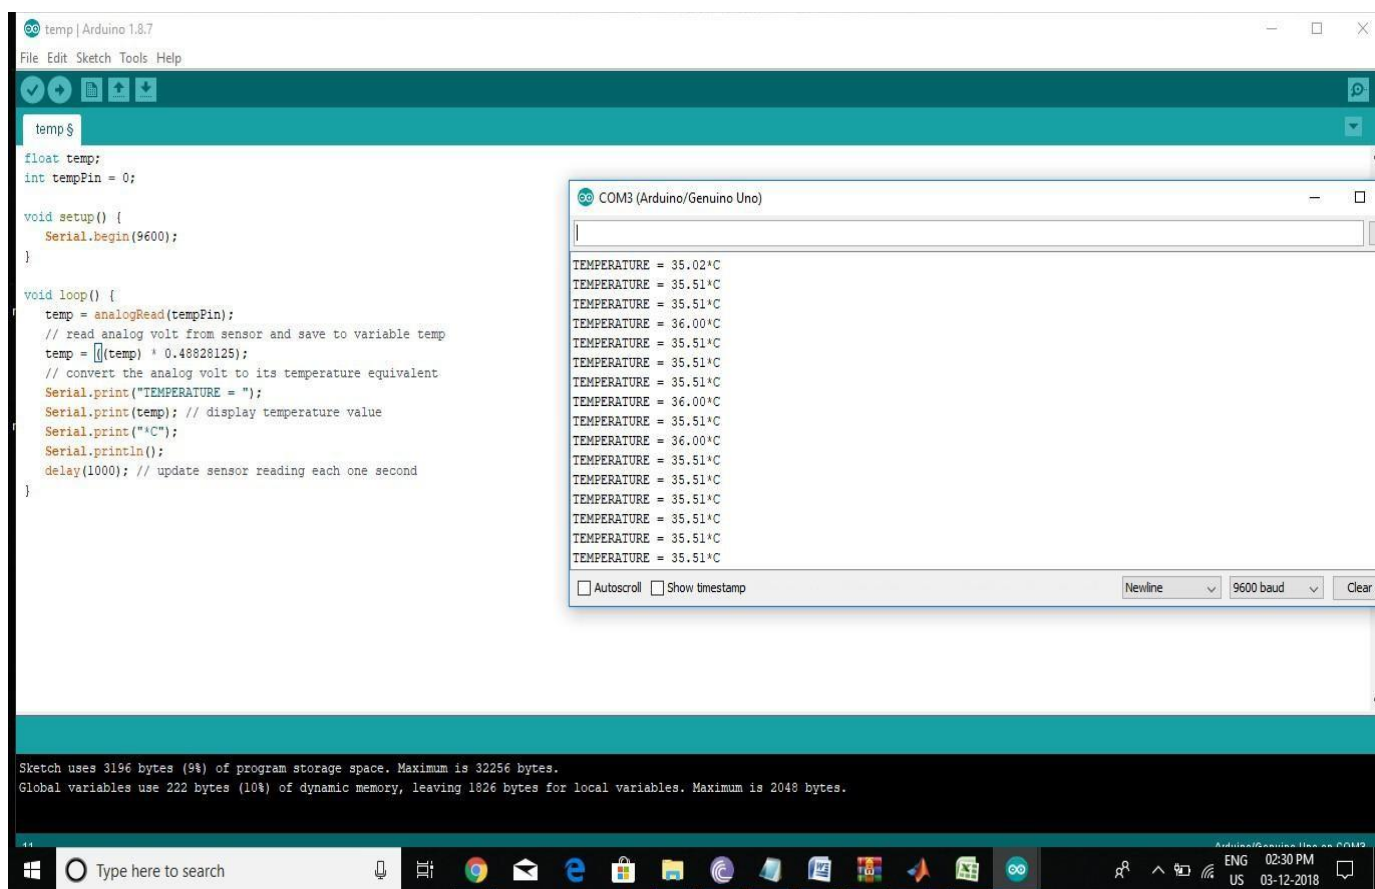 temp | Arduino 1.8.7
File Edit Sketch Tools Help
temp §
float temp;
int tempPin = 0;
void setup() {
Serial.begin(9600);
}
void loop() {
temp = analogRead(tempPin);
// read analog volt from sensor and save to variable temp
temp = ((temp) * 0.48828125);
// convert the analog volt to its temperature equivalent
Serial.print("TEMPERATURE = ");
Serial.print(temp); // display temperature value
Serial.print("*C");
Serial.println();
delay(1000); // update sensor reading each one second
}
COM3 (Arduino/Genuino Uno)
TEMPERATURE = 35.02*C
TEMPERATURE = 35.51*C
TEMPERATURE = 35.51*C
TEMPERATURE = 36.00*C
TEMPERATURE = 35.51*C
TEMPERATURE = 35.51*C
TEMPERATURE = 35.51*C
TEMPERATURE = 36.00*C
TEMPERATURE = 35.51*C
TEMPERATURE = 36.00*C
TEMPERATURE = 35.51*C
TEMPERATURE = 35.51*C
TEMPERATURE = 35.51*C
TEMPERATURE = 35.51*C
TEMPERATURE = 35.51*C
TEMPERATURE = 35.51*C
Autoscroll Show timestamp Newline 9600 baud Clear
Sketch uses 3196 bytes (9%) of program storage space. Maximum is 32256 bytes.
Global variables use 222 bytes (10%) of dynamic memory, leaving 1826 bytes for local variables. Maximum is 2048 bytes.
Type here to search
ENG 02:30 PM
US 03-12-2018